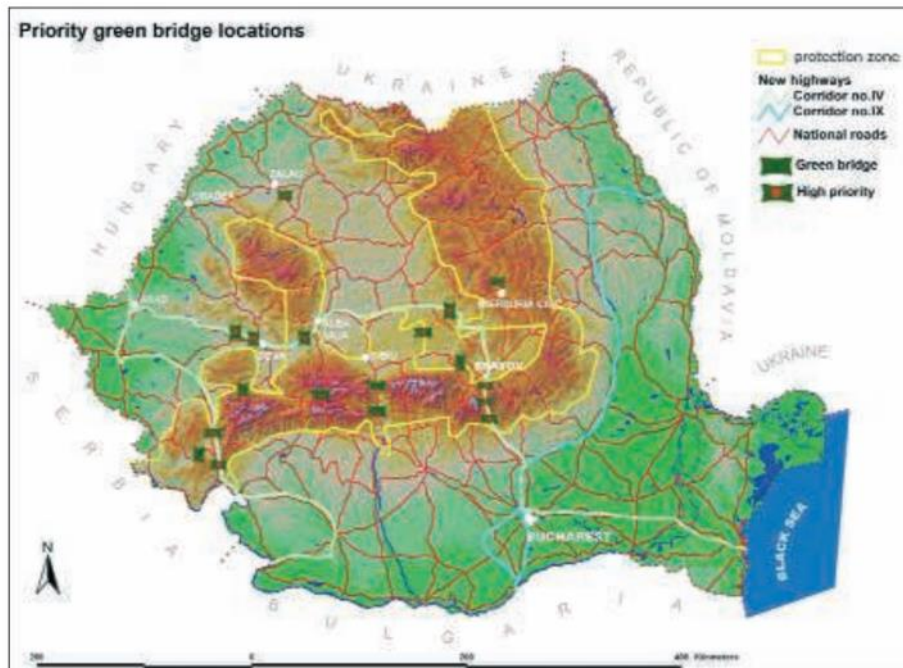 Priority green bridge locations
UKRAINE
REPUBLIC OF MOLDAVIA
HUNGARY
SERBIA
BULGARIA
UKRAINE
BLACK SEA
protection zone
New highways
Corridor no.IV
Corridor no.IX
National roads
Green bridge
High priority
ZALAU
ORADEA
ARAD
ALBA
SIBIU
BRASOV
BUCHAREST
N
200
0
200
400 Kilometers